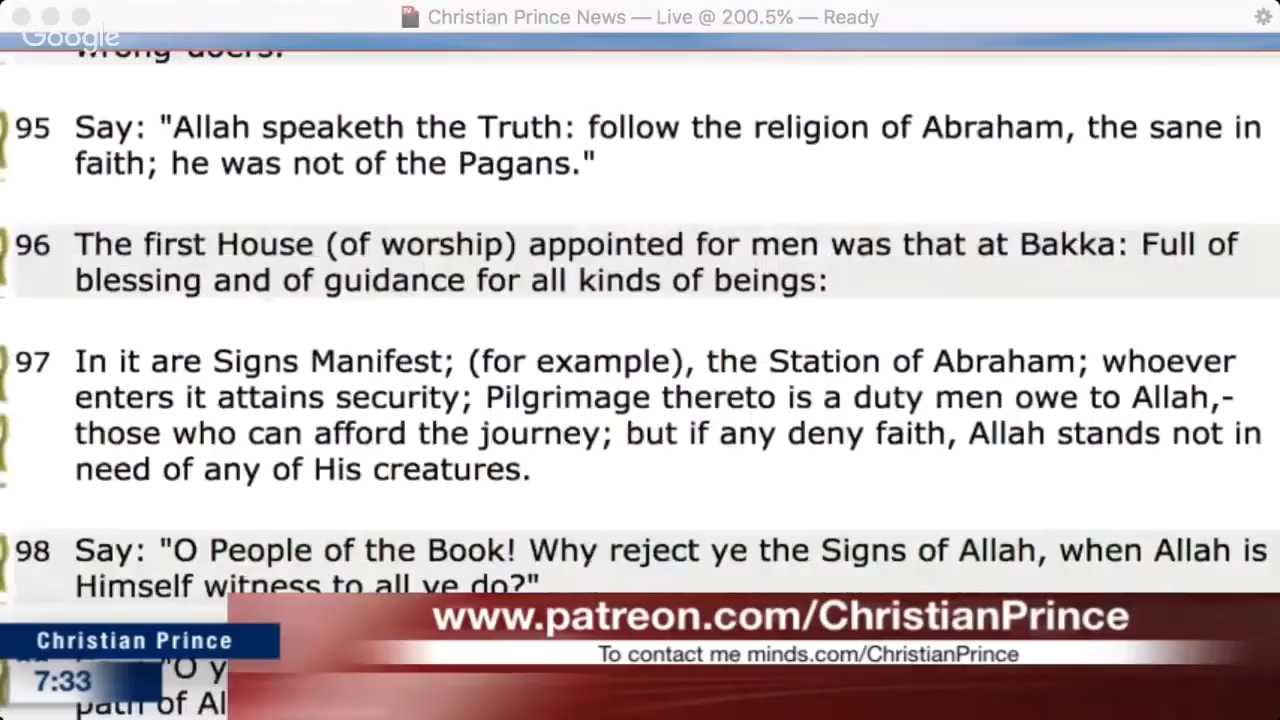 Christian Prince News — Live @ 200.5% — Ready
Google
wrong doers.
95 Say: "Allah speaketh the Truth: follow the religion of Abraham, the sane in
faith; he was not of the Pagans."
96 The first House (of worship) appointed for men was that at Bakka: Full of
blessing and of guidance for all kinds of beings:
97 In it are Signs Manifest; (for example), the Station of Abraham; whoever
enters it attains security; Pilgrimage thereto is a duty men owe to Allah,-
those who can afford the journey; but if any deny faith, Allah stands not in
need of any of His creatures.
98 Say: "O People of the Book! Why reject ye the Signs of Allah, when Allah is
Himself witness to all ye do?"
www.patreon.com/ChristianPrince
Christian Prince
To contact me minds.com/ChristianPrince
"O y
7:33
path of Al